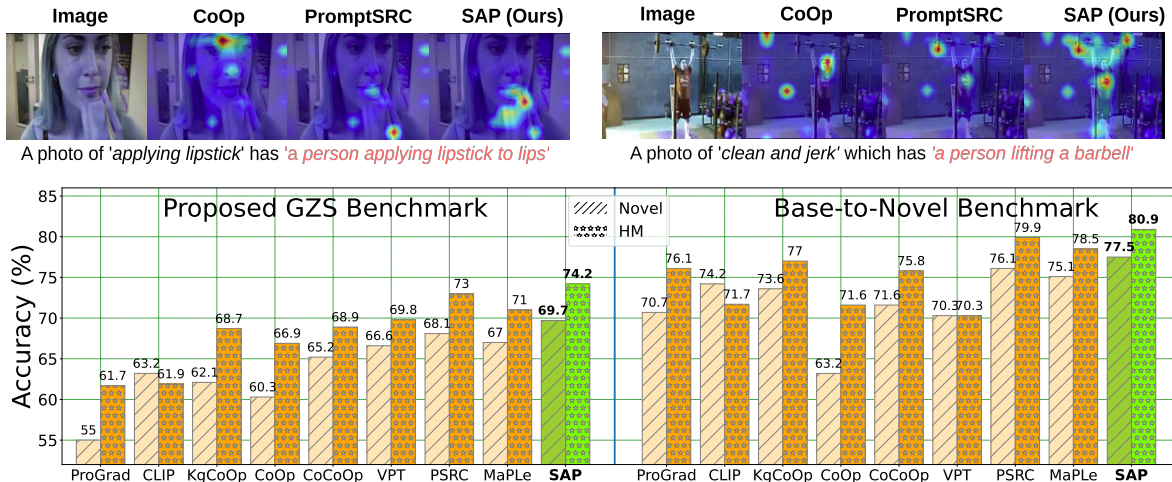 Image CoOp PromptSRC SAP (Ours)
A photo of 'applying lipstick' has 'a person applying lipstick to lips'
Image CoOp PromptSRC SAP (Ours)
A photo of 'clean and jerk' which has 'a person lifting a barbell'
Accuracy (%)
85
80
75
70
65
60
55
Proposed GZS Benchmark
Novel
HM
Base-to-Novel Benchmark
55 61.7 63.2 61.9 62.1 68.7 60.3 66.9 65.2 68.9 66.6 69.8 68.1 73 67 71 69.7 74.2
70.7 76.1 74.2 71.7 73.6 77 63.2 71.6 71.6 75.8 70.3 70.3 76.1 79.9 75.1 78.5 77.5 80.9
ProGrad CLIP KgCoOp CoOp CoCoOp VPT PSRC MaPLe SAP
ProGrad CLIP KgCoOp CoOp CoCoOp VPT PSRC MaPLe SAP